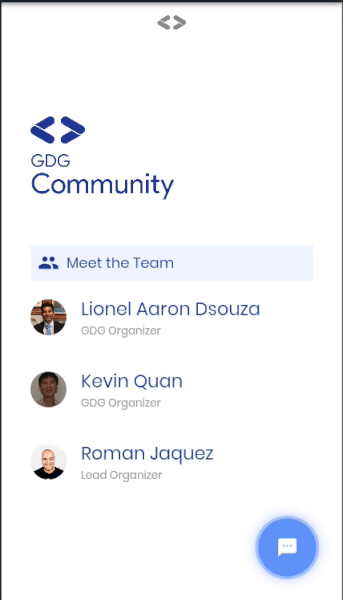 GDG
Community
Meet the Team
Lionel Aaron Dsouza
GDG Organizer
Kevin Quan
GDG Organizer
Roman Jaquez
Lead Organizer